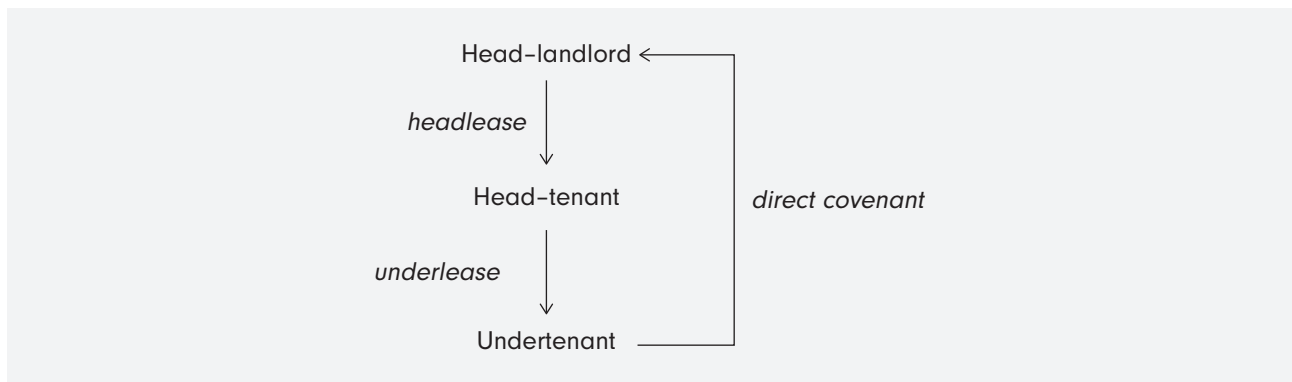 Head-landlord
headlease
Head-tenant
direct covenant
underlease
Undertenant